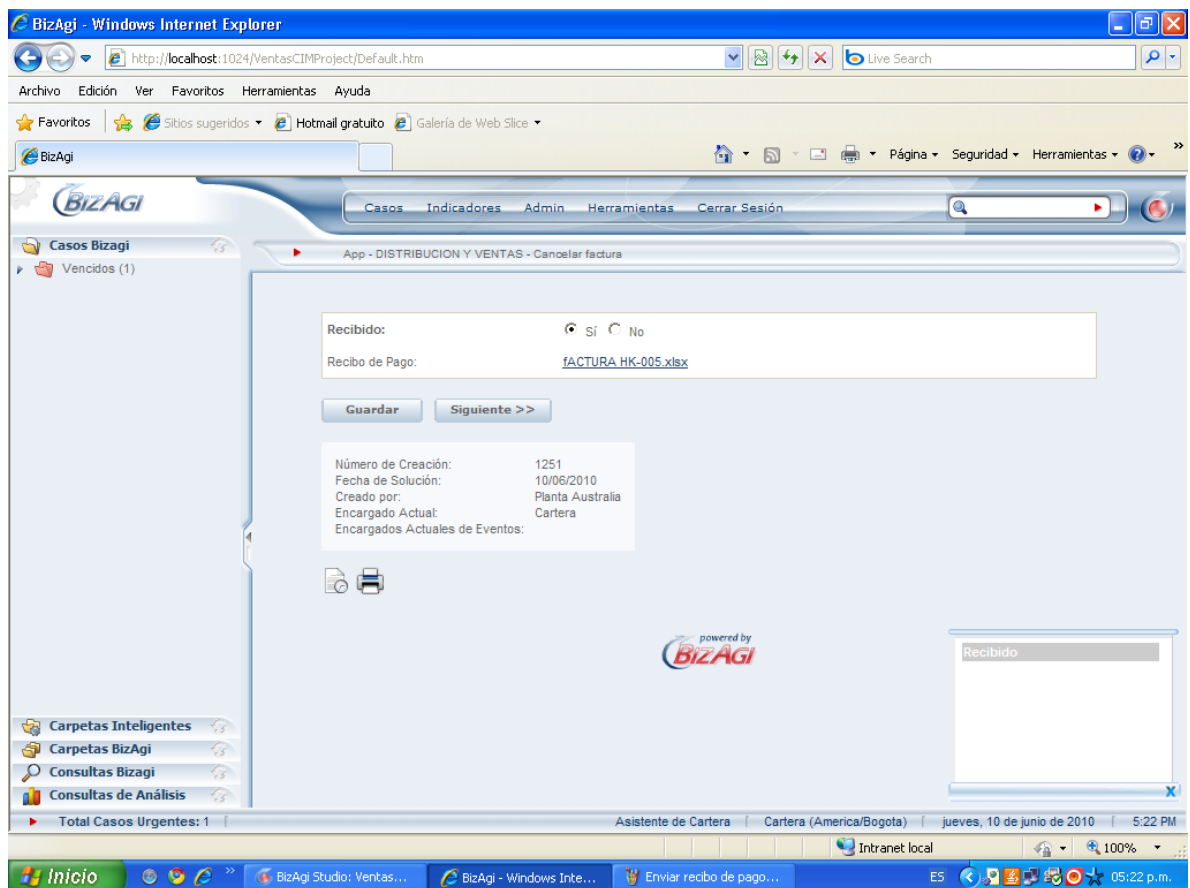 BizAgi - Windows Internet Explorer
http://localhost:1024/VentasCIMProject/Default.htm
Live Search
Archivo Edición Ver Favoritos Herramientas Ayuda
Favoritos Sitios sugeridos Hotmail gratuito Galería de Web Slice
BizAgi Página Seguridad Herramientas
BIZAGI Casos Indicadores Admin Herramientas Cerrar Sesión
Casos Bizagi
App - DISTRIBUCION Y VENTAS - Cancelar factura
Vencidos (1)
Recibido: Sí No
Recibo de Pago: fACTURA HK-005.xlsx
Guardar Siguiente >>
Número de Creación: 1251
Fecha de Solución: 10/06/2010
Creado por: Planta Australia
Encargado Actual: Cartera
Encargados Actuales de Eventos:
powered by
BIZAGI
Recibido
X
Carpetas Inteligentes
Carpetas BizAgi
Consultas Bizagi
Consultas de Análisis
Total Casos Urgentes: 1 Asistente de Cartera Cartera (America/Bogota) jueves, 10 de junio de 2010 5:22 PM
Intranet local 100%
Inicio » BizAgi Studio: Ventas... BizAgi - Windows Inte... Enviar recibo de pago... ES 05:22 p.m.